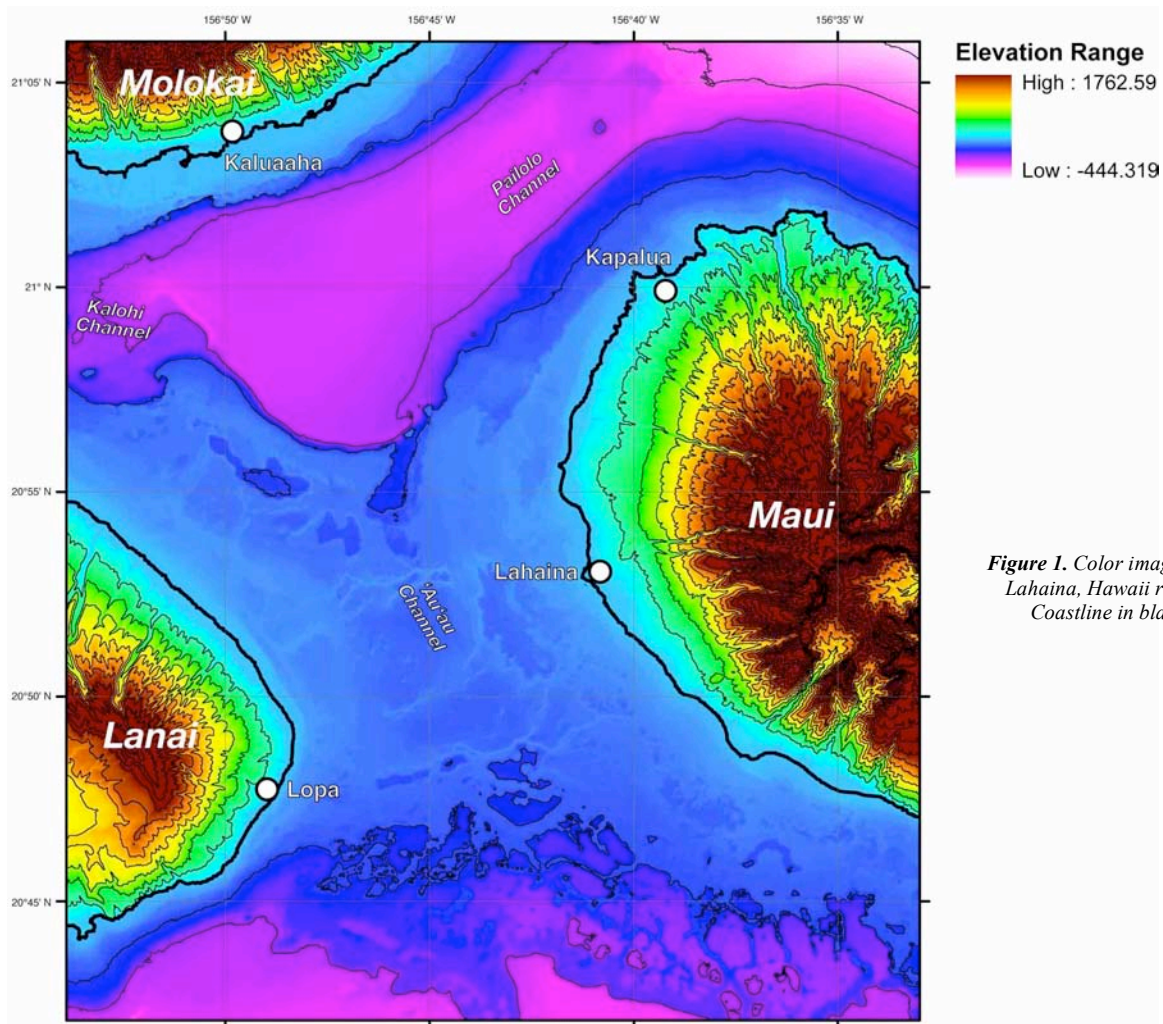 156°50' W
156°45' W
156°40' W
156°35' W
Elevation Range
High : 1762.59
Low : -444.319
21°05' N
Molokai
Kaluaaha
Pailolo
Channel
Kapalua
21° N
Kalohi
Channel
20°55' N
Maui
Lahaina
'Au'au
Channel
Figure 1. Color imag
Lahaina, Hawaii r
Coastline in bla
20°50' N
Lanai
Lopa
20°45' N